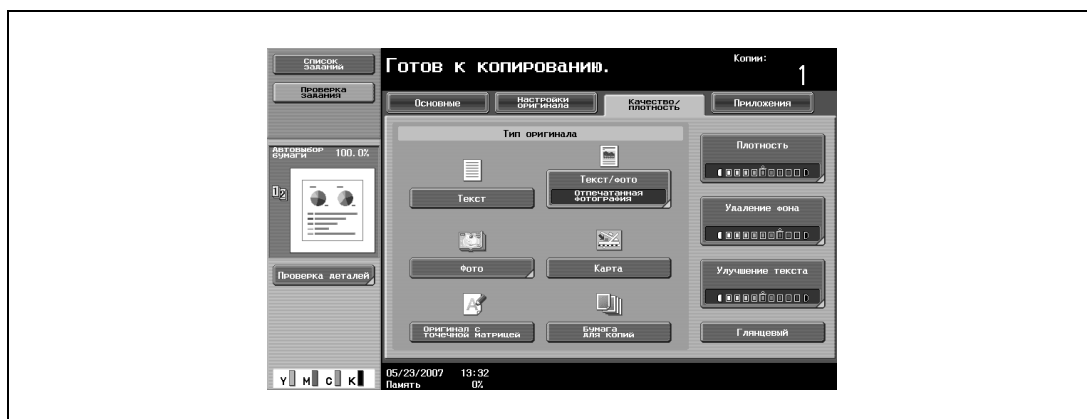 Список
заданий
Готов к копированию.
Копии:
1
Проверка
задания
Основные
Настройки
оригинала
Качество/
плотность
Приложения
Тип оригинала
Автовыбор
бумаги
100.0%
1 2
Текст
Текст/фото
Отпечатанная
фотография
Фото
Карта
Оригинал с
точечной матрицей
Бумага
для копий
Плотность
Удаление фона
Улучшение текста
Глянцевый
Проверка деталей
Y M C K
05/23/2007 13:32
Память 0%